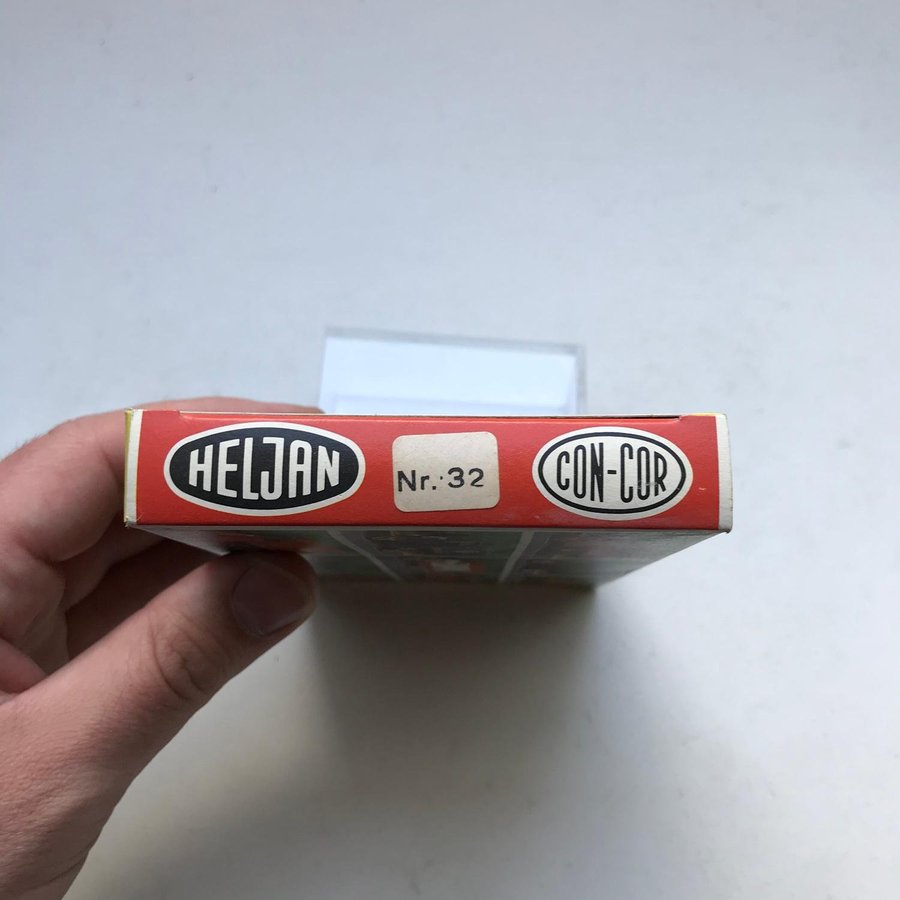 HELJAN
Nr. 32
CON-COR